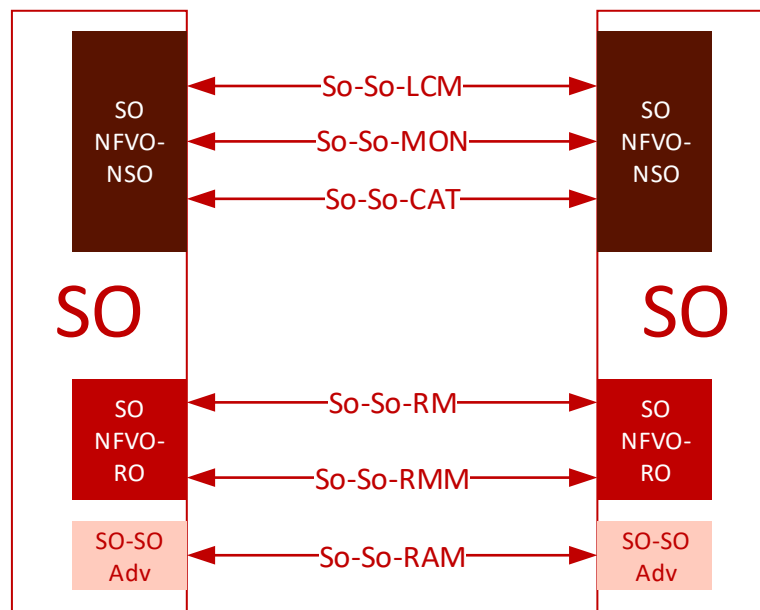 SO
NFVO-
NSO
So-So-LCM
So-So-MON
So-So-CAT
SO
NFVO-
NSO
SO
SO
SO
NFVO-
RO
So-So-RM
So-So-RMM
SO
NFVO-
RO
SO-SO
Adv
So-So-RAM
SO-SO
Adv